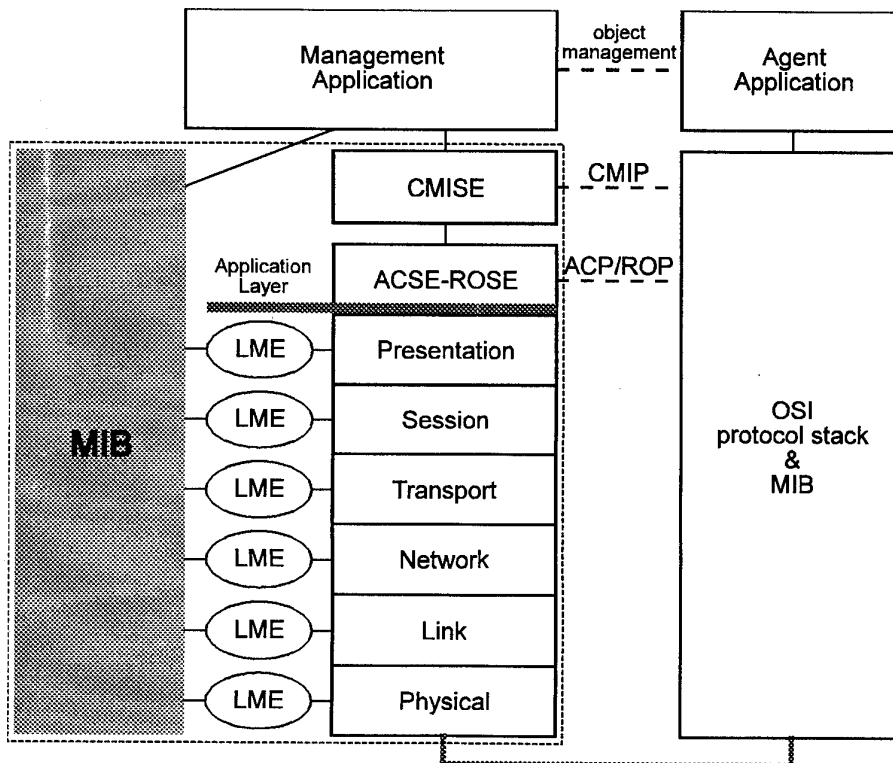 Management
Application
object
management
Agent
Application
CMISE
CMIP
Application
Layer
ACSE-ROSE
ACP/ROP
LME
Presentation
LME
Session
MIB
OSI
protocol stack
&
MIB
LME
Transport
LME
Network
LME
Link
LME
Physical